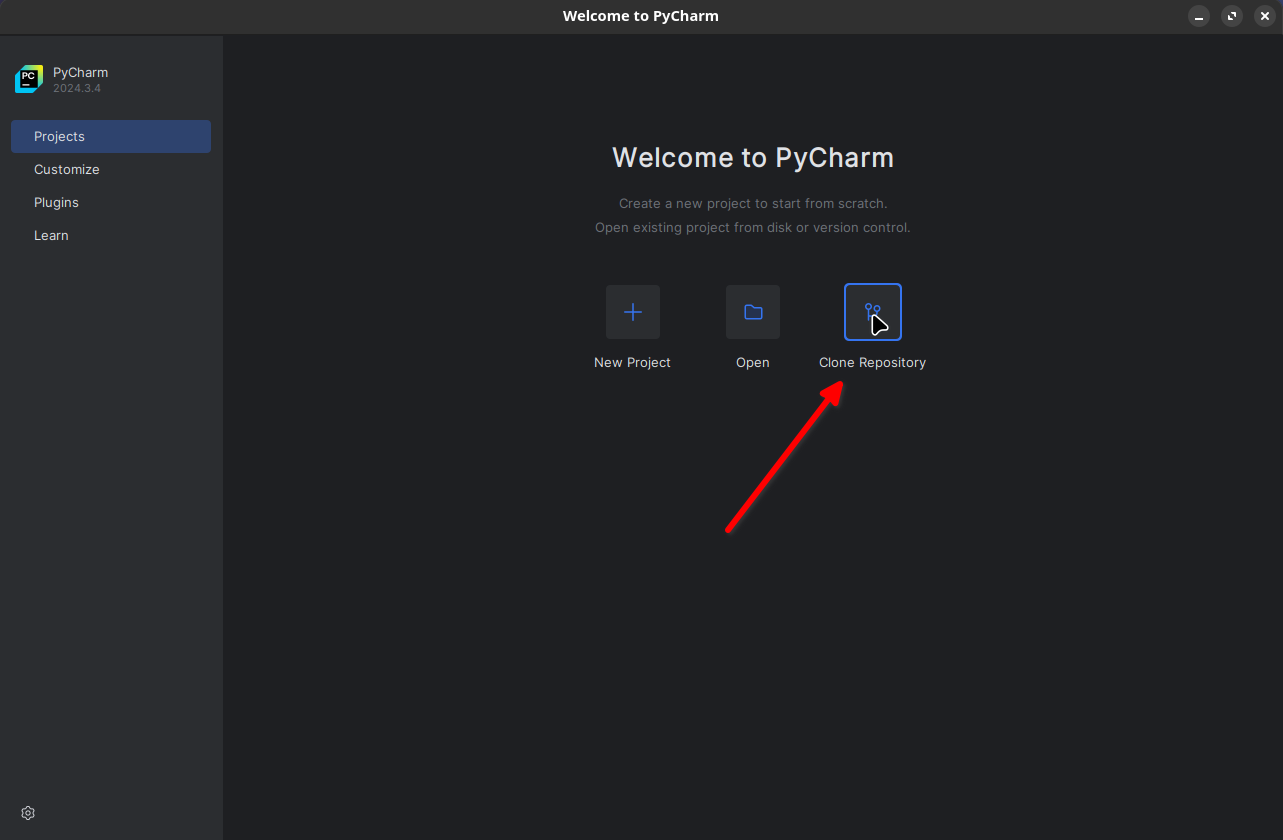 Welcome to PyCharm
PC
PyCharm
2024.3.4
Projects
Customize
Plugins
Learn
Welcome to PyCharm
Create a new project to start from scratch.
Open existing project from disk or version control.
New Project
Open
Clone Repository